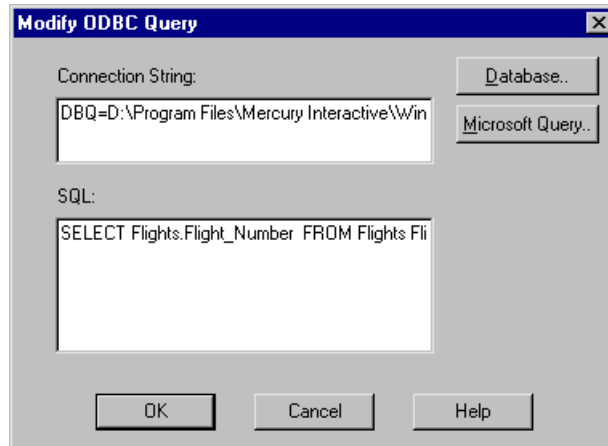 Modify ODBC Query
Connection String:
Database..
DBQ=D:\Program Files\Mercury Interactive\Win
Microsoft Query..
SQL:
SELECT Flights.Flight_Number FROM Flights Fli
OK
Cancel
Help